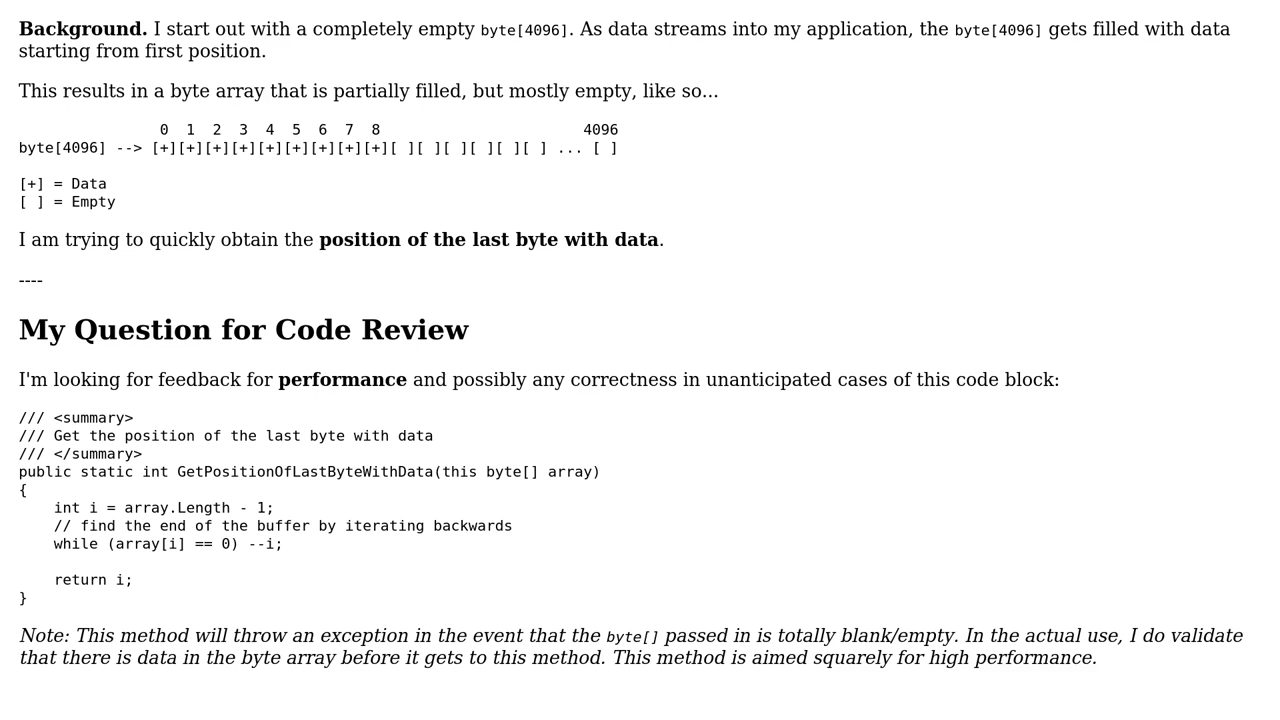 Background. I start out with a completely empty byte[4096]. As data streams into my application, the byte[4096] gets filled with data
starting from first position.
This results in a byte array that is partially filled, but mostly empty, like so...
0  1  2  3  4  5  6  7  8                       4096
byte[4096] --> [+][+][+][+][+][+][+][+][+][ ][ ][ ][ ][ ][ ] ... [ ]
[+] = Data
[ ] = Empty
I am trying to quickly obtain the position of the last byte with data.
----
My Question for Code Review
I'm looking for feedback for performance and possibly any correctness in unanticipated cases of this code block:
/// <summary>
/// Get the position of the last byte with data
/// </summary>
public static int GetPositionOfLastByteWithData(this byte[] array)
{
    int i = array.Length - 1;
    // find the end of the buffer by iterating backwards
    while (array[i] == 0) --i;
    return i;
}
Note: This method will throw an exception in the event that the byte[] passed in is totally blank/empty. In the actual use, I do validate
that there is data in the byte array before it gets to this method. This method is aimed squarely for high performance.